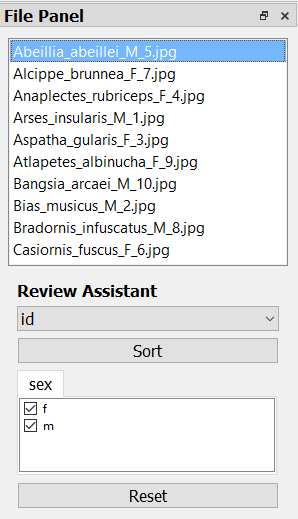 File Panel
Abeillia_abeillei_M_5.jpg
Alcippe_brunnea_F_7.jpg
Anaplectes_rubriceps_F_4.jpg
Arses_insularis_M_1.jpg
Aspatha_gularis_F_3.jpg
Atlapetes_albinucha_F_9.jpg
Bangsia_arcaei_M_10.jpg
Bias_musicus_M_2.jpg
Bradornis_infuscatus_M_8.jpg
Casiornis_fuscus_F_6.jpg
Review Assistant
id
Sort
sex
f
m
Reset